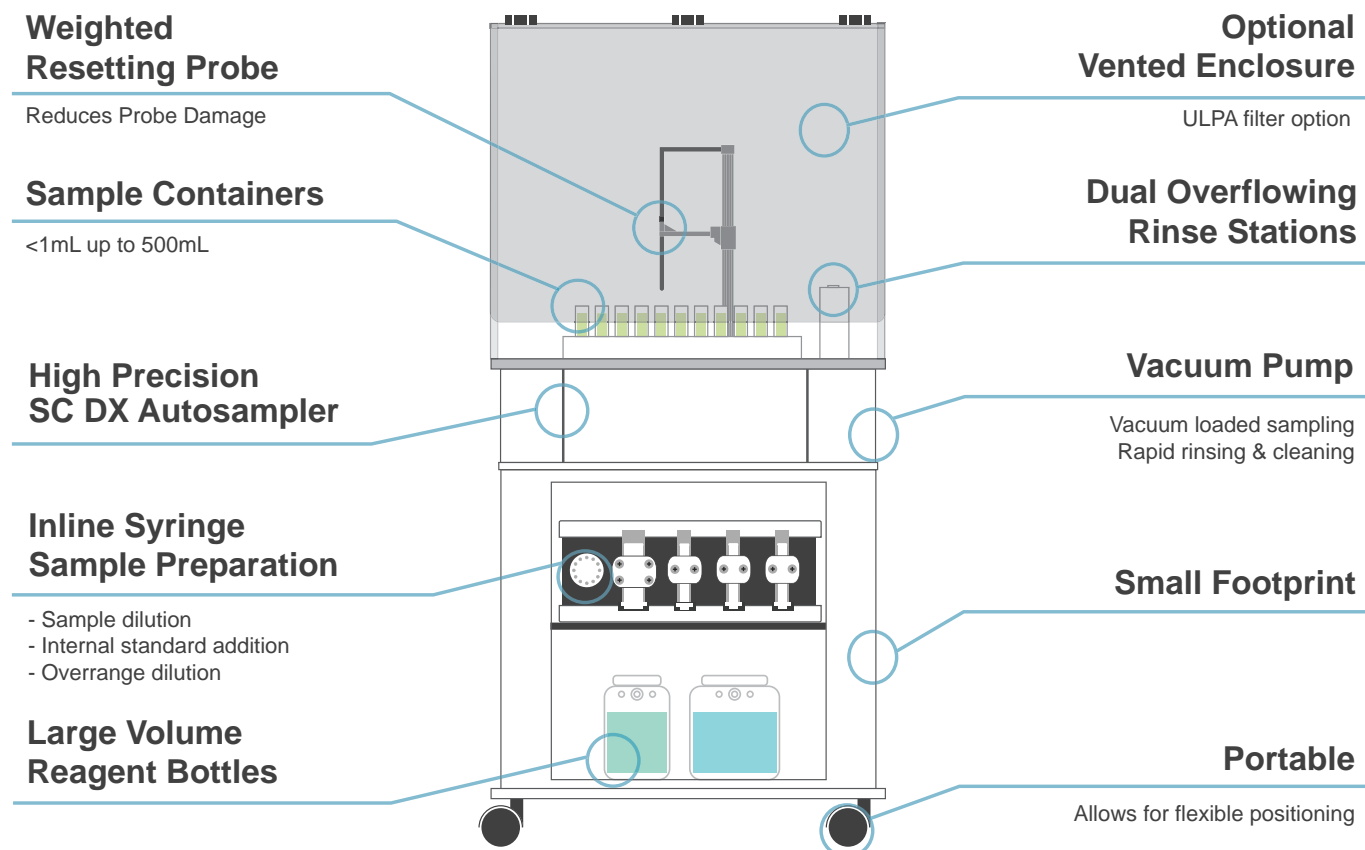 Weighted
Resetting Probe
Reduces Probe Damage
Sample Containers
<1mL up to 500mL
High Precision
SC DX Autosampler
Inline Syringe
Sample Preparation
- Sample dilution
- Internal standard addition
- Overrange dilution
Large Volume
Reagent Bottles
Optional
Vented Enclosure
ULPA filter option
Dual Overflowing
Rinse Stations
Vacuum Pump
Vacuum loaded sampling
Rapid rinsing & cleaning
Small Footprint
Portable
Allows for flexible positioning